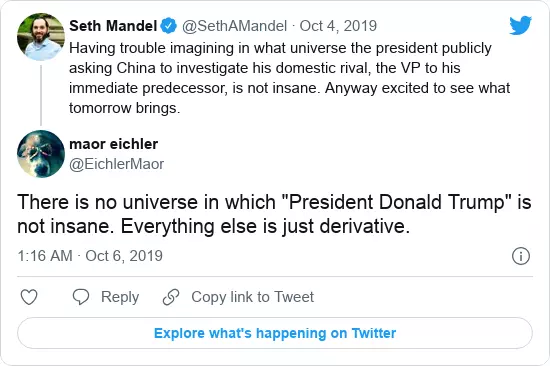 Seth Mandel @SethAMandel · Oct 4, 2019
Having trouble imagining in what universe the president publicly
asking China to investigate his domestic rival, the VP to his
immediate predecessor, is not insane. Anyway excited to see what
tomorrow brings.
maor eichler
@EichlerMaor
There is no universe in which "President Donald Trump" is
not insane. Everything else is just derivative.
1:16 AM · Oct 6, 2019
Reply Copy link to Tweet
Explore what's happening on Twitter